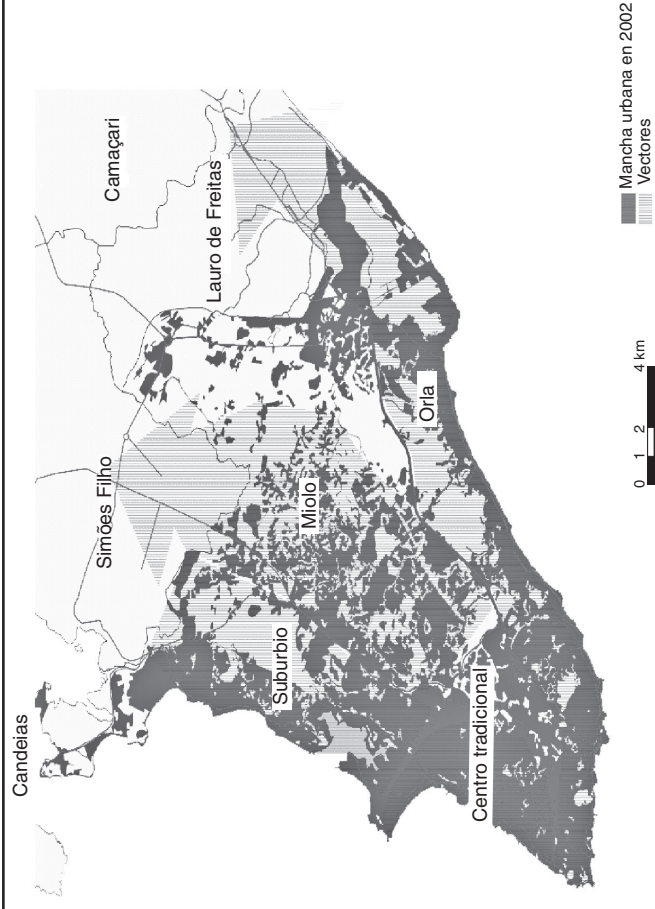 Camaçari
Lauro de Freitas
Simões Filho
Candeias
Orla
Miolo
Suburbio
Centro tradicional
0 1 2 4 km
Mancha urbana en 2002
Vectores